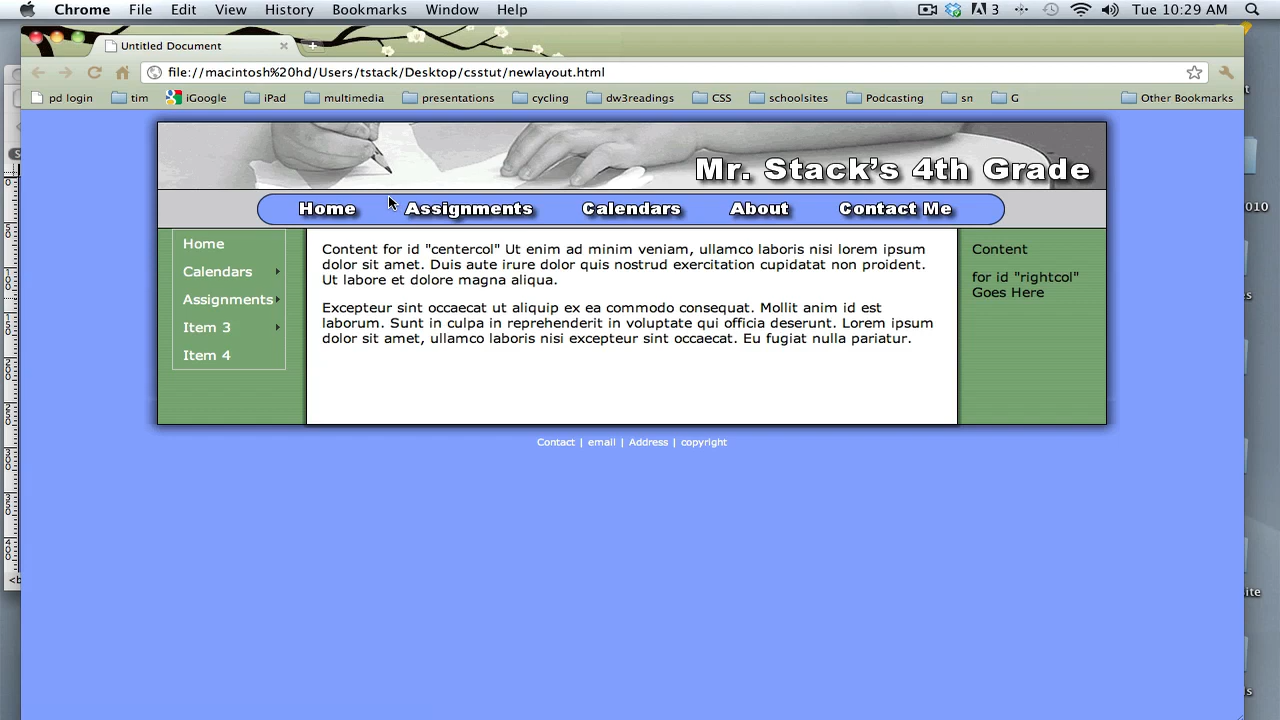 Chrome File Edit View History Bookmarks Window Help 3 Tue 10:29 AM
Untitled Document
file://macintosh%20hd/Users/tstack/Desktop/csstut/newlayout.html
pd login tim iGoogle iPad multimedia presentations cycling dw3readings CSS schoolsites Podcasting sn G Other Bookmarks
Mr. Stack's 4th Grade
Home Assignments Calendars About Contact Me
Home
Calendars
Assignments
Item 3
Item 4
Content for id "centercol" Ut enim ad minim veniam, ullamco laboris nisi lorem ipsum
dolor sit amet. Duis aute irure dolor quis nostrud exercitation cupidatat non proident.
Ut labore et dolore magna aliqua.
Excepteur sint occaecat ut aliquip ex ea commodo consequat. Mollit anim id est
laborum. Sunt in culpa in reprehenderit in voluptate qui officia deserunt. Lorem ipsum
dolor sit amet, ullamco laboris nisi excepteur sint occaecat. Eu fugiat nulla pariatur.
Content
for id "rightcol"
Goes Here
Contact | email | Address | copyright